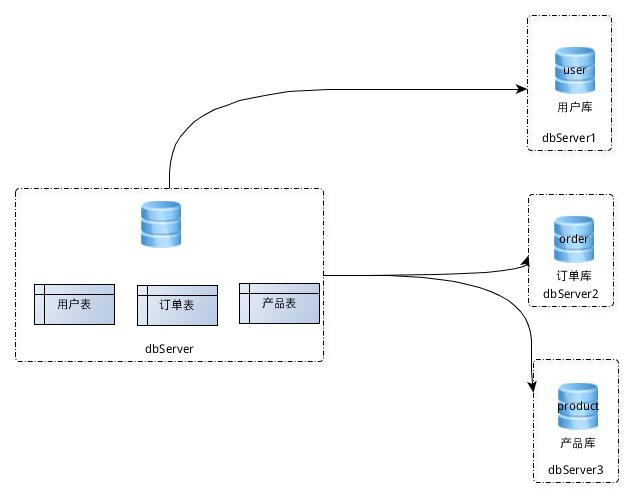 user
用户库
dbServer1
用户表
订单表
产品表
dbServer
order
订单库
dbServer2
product
产品库
dbServer3